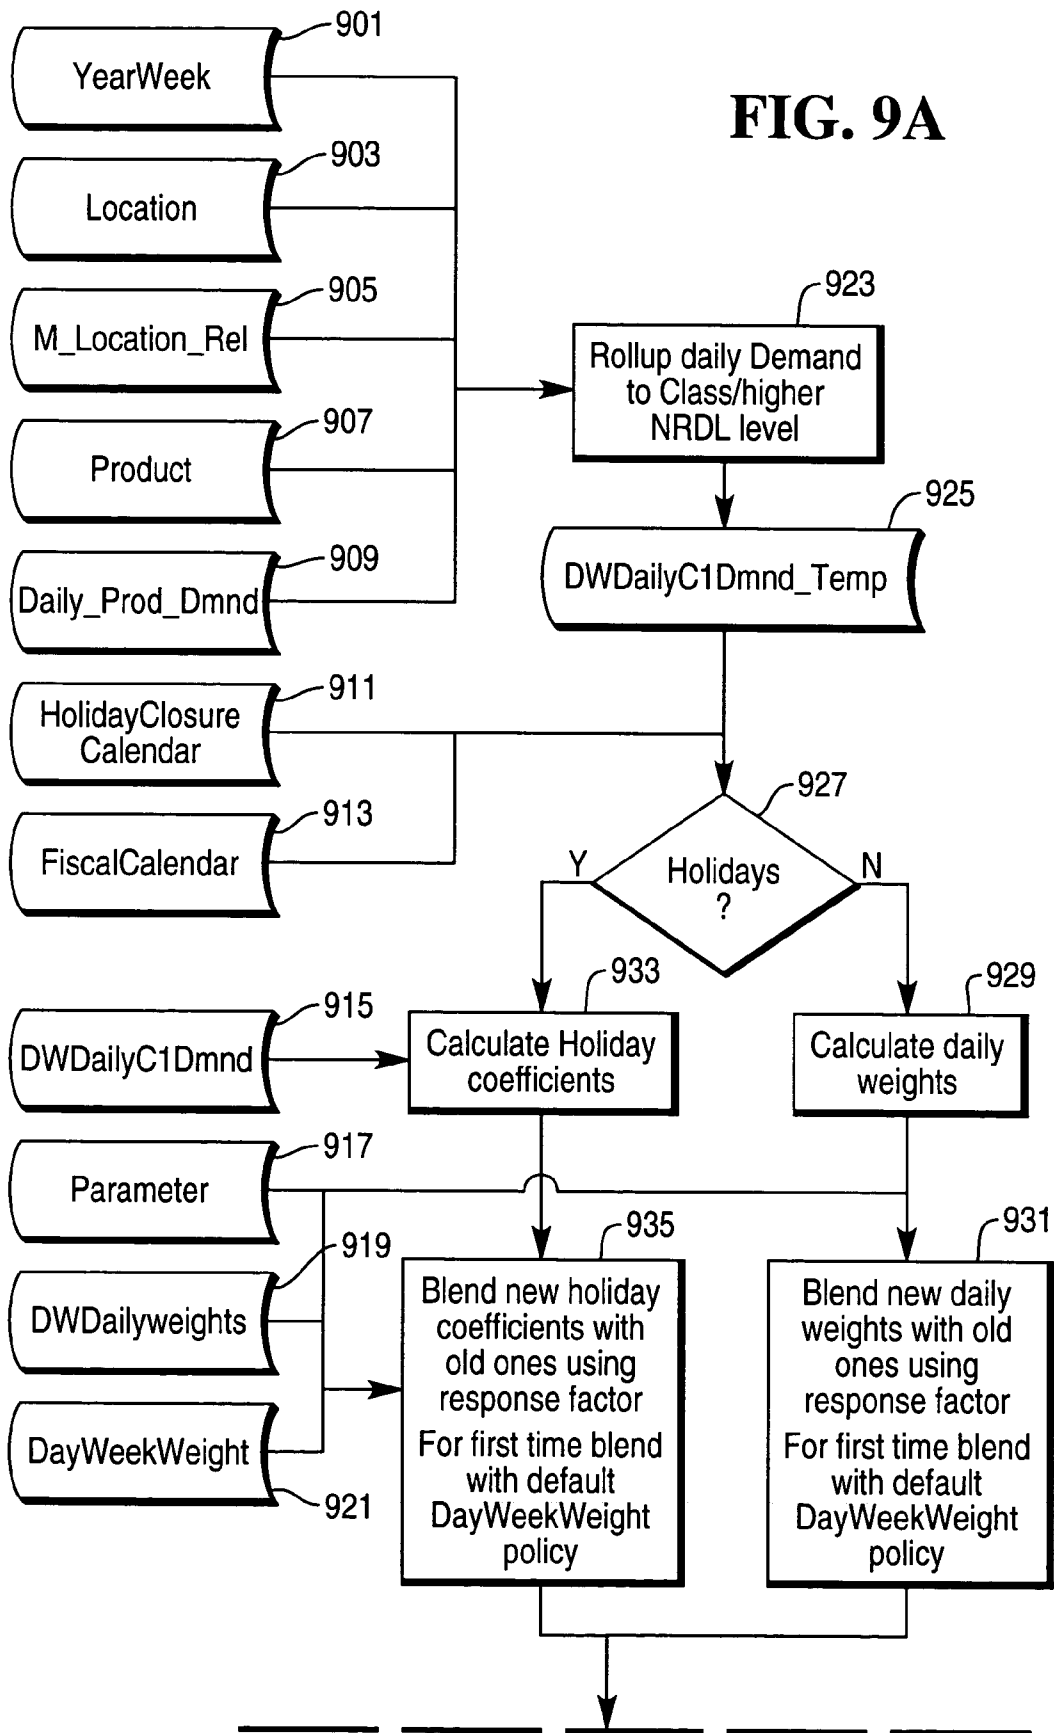 901
YearWeek
FIG. 9A
903
Location
905
M_Location_Rel
923
Rollup daily Demand
to Class/higher
NRDL level
907
Product
925
DWDailyC1Dmnd_Temp
909
Daily_Prod_Dmnd
911
HolidayClosure
Calendar
927
Holidays
?
Y
N
913
FiscalCalendar
933
Calculate Holiday
coefficients
929
Calculate daily
weights
915
DWDailyC1Dmnd
917
Parameter
919
DWDailyweights
935
Blend new holiday
coefficients with
old ones using
response factor
For first time blend
with default
DayWeekWeight
policy
931
Blend new daily
weights with old
ones using
response factor
For first time blend
with default
DayWeekWeight
policy
DayWeekWeight
921